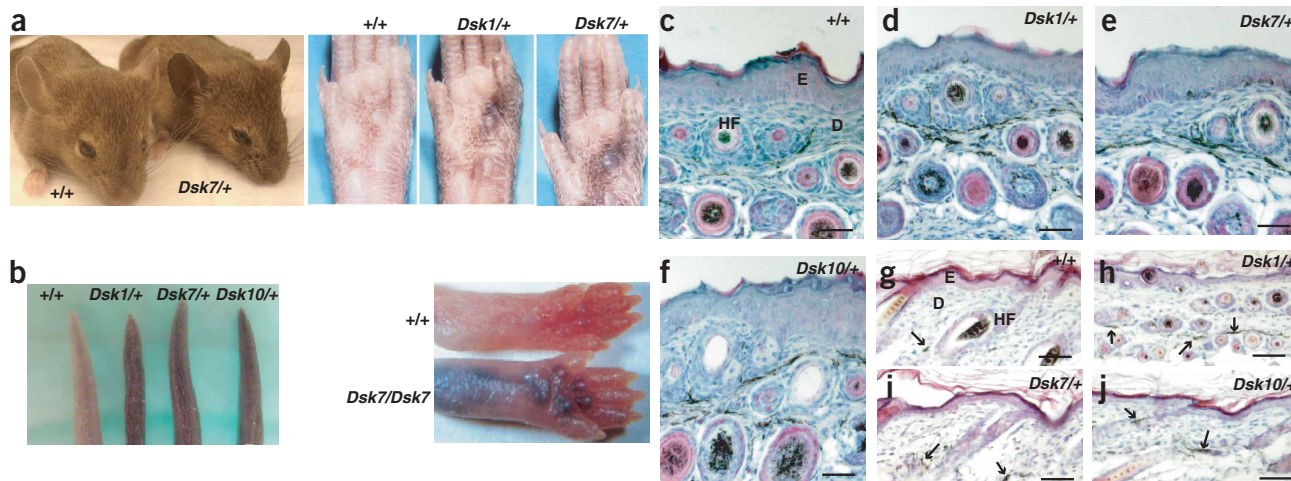 a
+/+
Dsk7/+
+/+
Dsk1/+
Dsk7/+
b
+/+
Dsk1/+
Dsk7/+
Dsk10/+
+/+
Dsk7/Dsk7
c
+/+
E
HF
D
d
Dsk1/+
e
Dsk7/+
f
Dsk10/+
g
+/+
E
D
HF
h
Dsk1/+
i
Dsk7/+
j
Dsk10/+